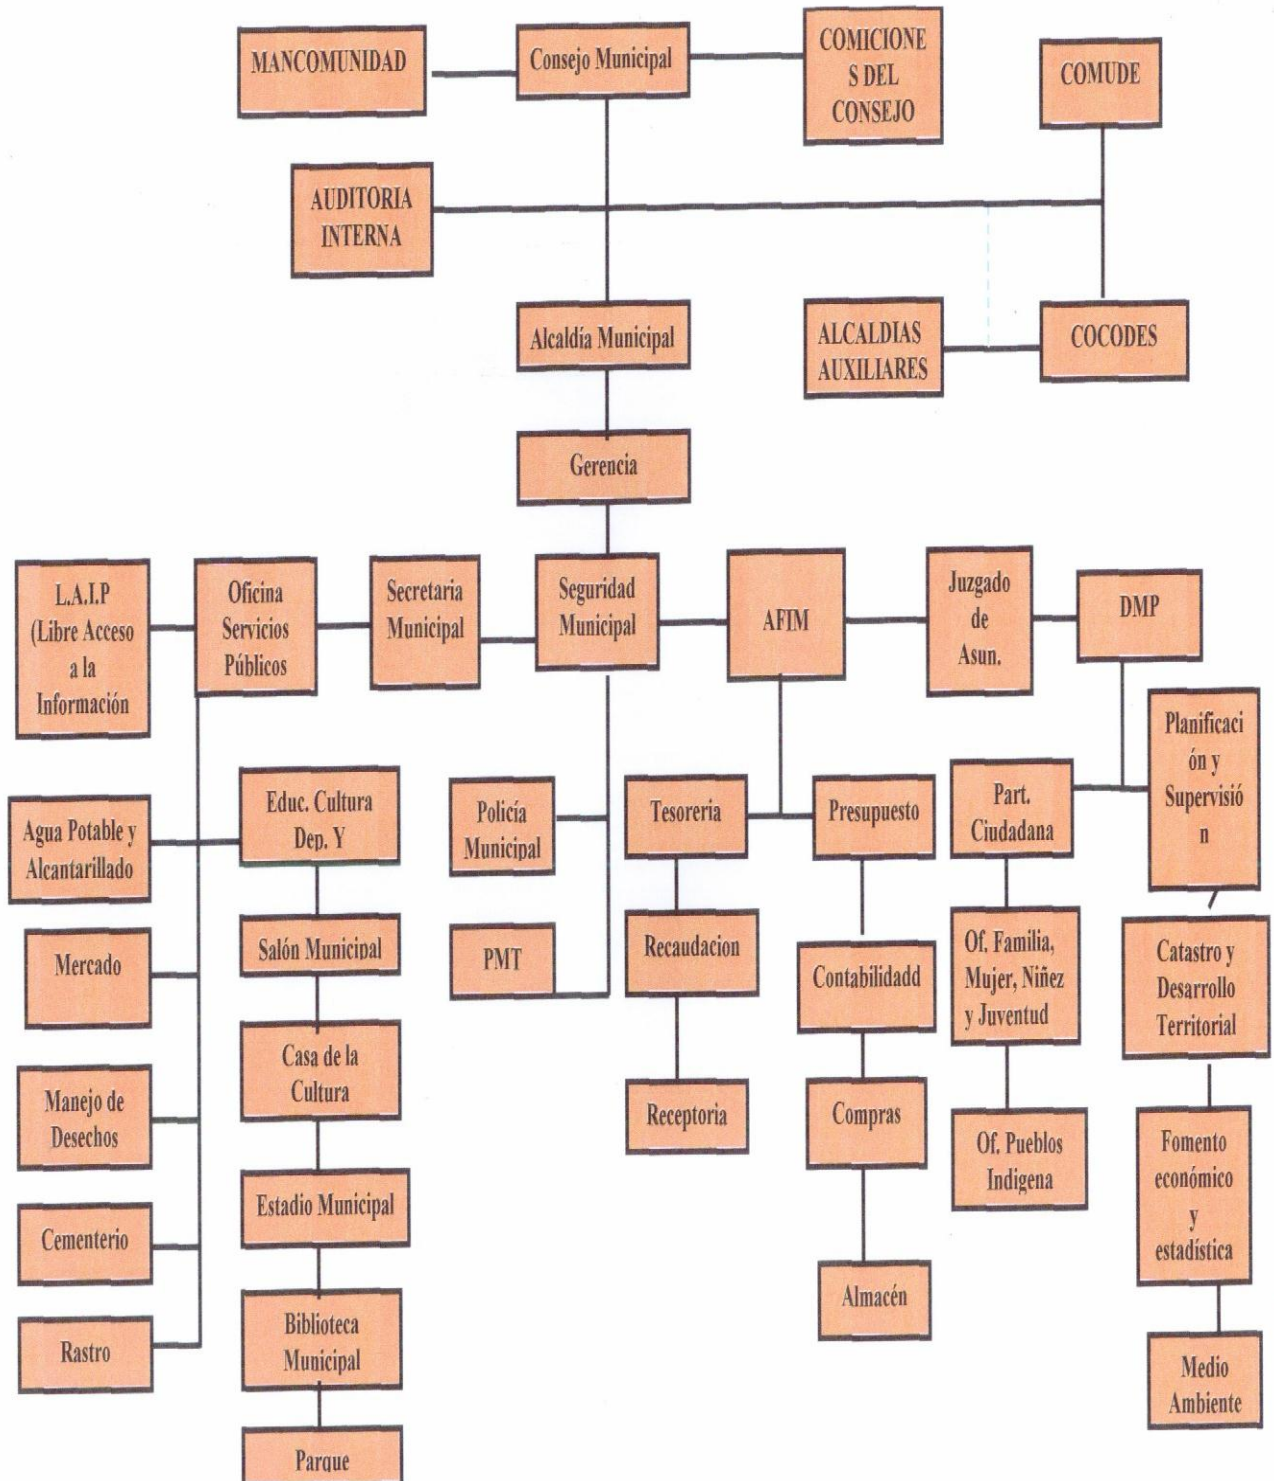 MANCOMUNIDAD
Consejo Municipal
COMICIONE
S DEL
CONSEJO
COMUDE
AUDITORIA
INTERNA
Alcaldía Municipal
ALCALDIAS
AUXILIARES
COCODES
Gerencia
L.A.I.P
(Libre Acceso
a la
Información
Oficina
Servicios
Públicos
Secretaria
Municipal
Seguridad
Municipal
AFIM
Juzgado
de
Asun.
DMP
Planificaci
ón y
Supervisió
n
Agua Potable y
Alcantarillado
Educ. Cultura
Dep. Y
Policía
Municipal
Tesoreria
Presupuesto
Part.
Ciudadana
Mercado
Salón Municipal
PMT
Recaudacion
Contabilidadd
Of. Familia,
Mujer, Niñez
y Juventud
Catastro y
Desarrollo
Territorial
Manejo de
Desechos
Casa de la
Cultura
Receptoria
Compras
Of. Pueblos
Indigena
Fomento
económico
y
estadística
Cementerio
Estadio Municipal
Almacén
Rastro
Biblioteca
Municipal
Medio
Ambiente
Parque